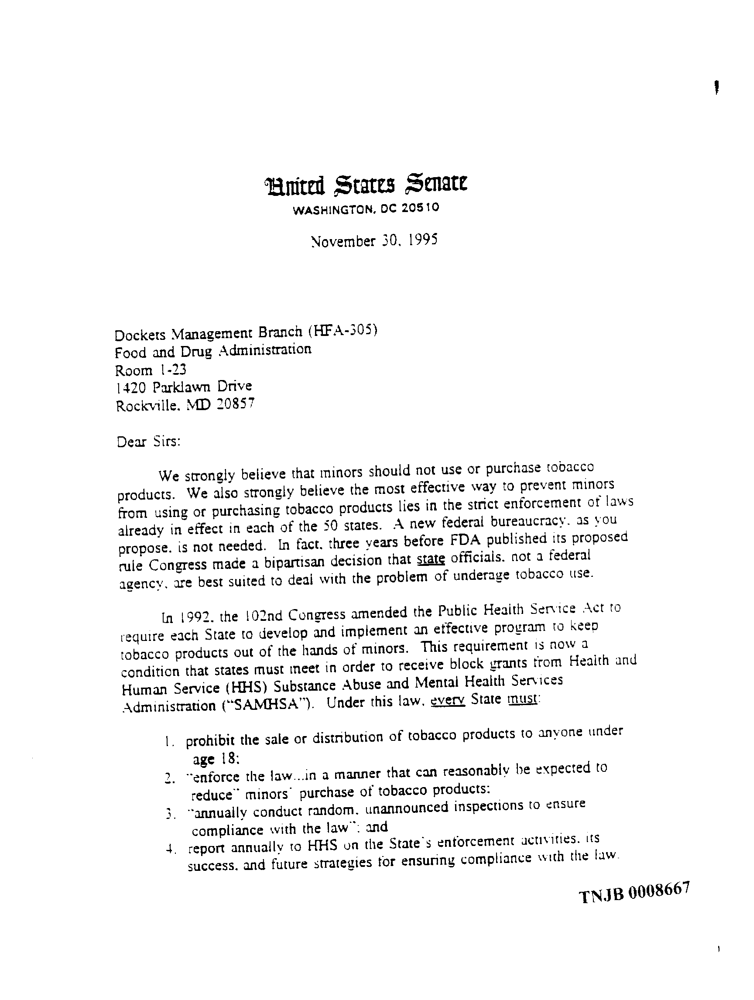 United States Senate
WASHINGTON, DC 20510
November 30, 1995
Dockets Management Branch (HFA-305)
Food and Drug Administration
Room 1-23
1420 Parklawn Drive
Rockville, MD 20857
Dear Sirs:
We strongly believe that minors should not use or purchase tobacco
products. We also strongly believe the most effective way to prevent minors
from using or purchasing tobacco products lies in the strict enforcement of laws
already in effect in each of the 50 states. A new federal bureaucracy, as you
propose, is not needed. In fact, three years before FDA published its proposed
rule Congress made a bipartisan decision that state officials, not a federal
agency, are best suited to deal with the problem of underage tobacco use.
In 1992, the 102nd Congress amended the Public Health Service Act to
require each State to develop and implement an effective program to keep
tobacco products out of the hands of minors. This requirement is now a
condition that states must meet in order to receive block grants from Health and
Human Service (HHS) Substance Abuse and Mental Health Services
Administration ("SAMHSA"). Under this law, every State must:
1. prohibit the sale or distribution of tobacco products to anyone under
age 18;
2. "enforce the law...in a manner that can reasonably be expected to
reduce" minors' purchase of tobacco products;
3. "annually conduct random, unannounced inspections to ensure
compliance with the law"; and
4. report annually to HHS on the State's enforcement activities, its
success, and future strategies for ensuring compliance with the law.
TNJB 0008667